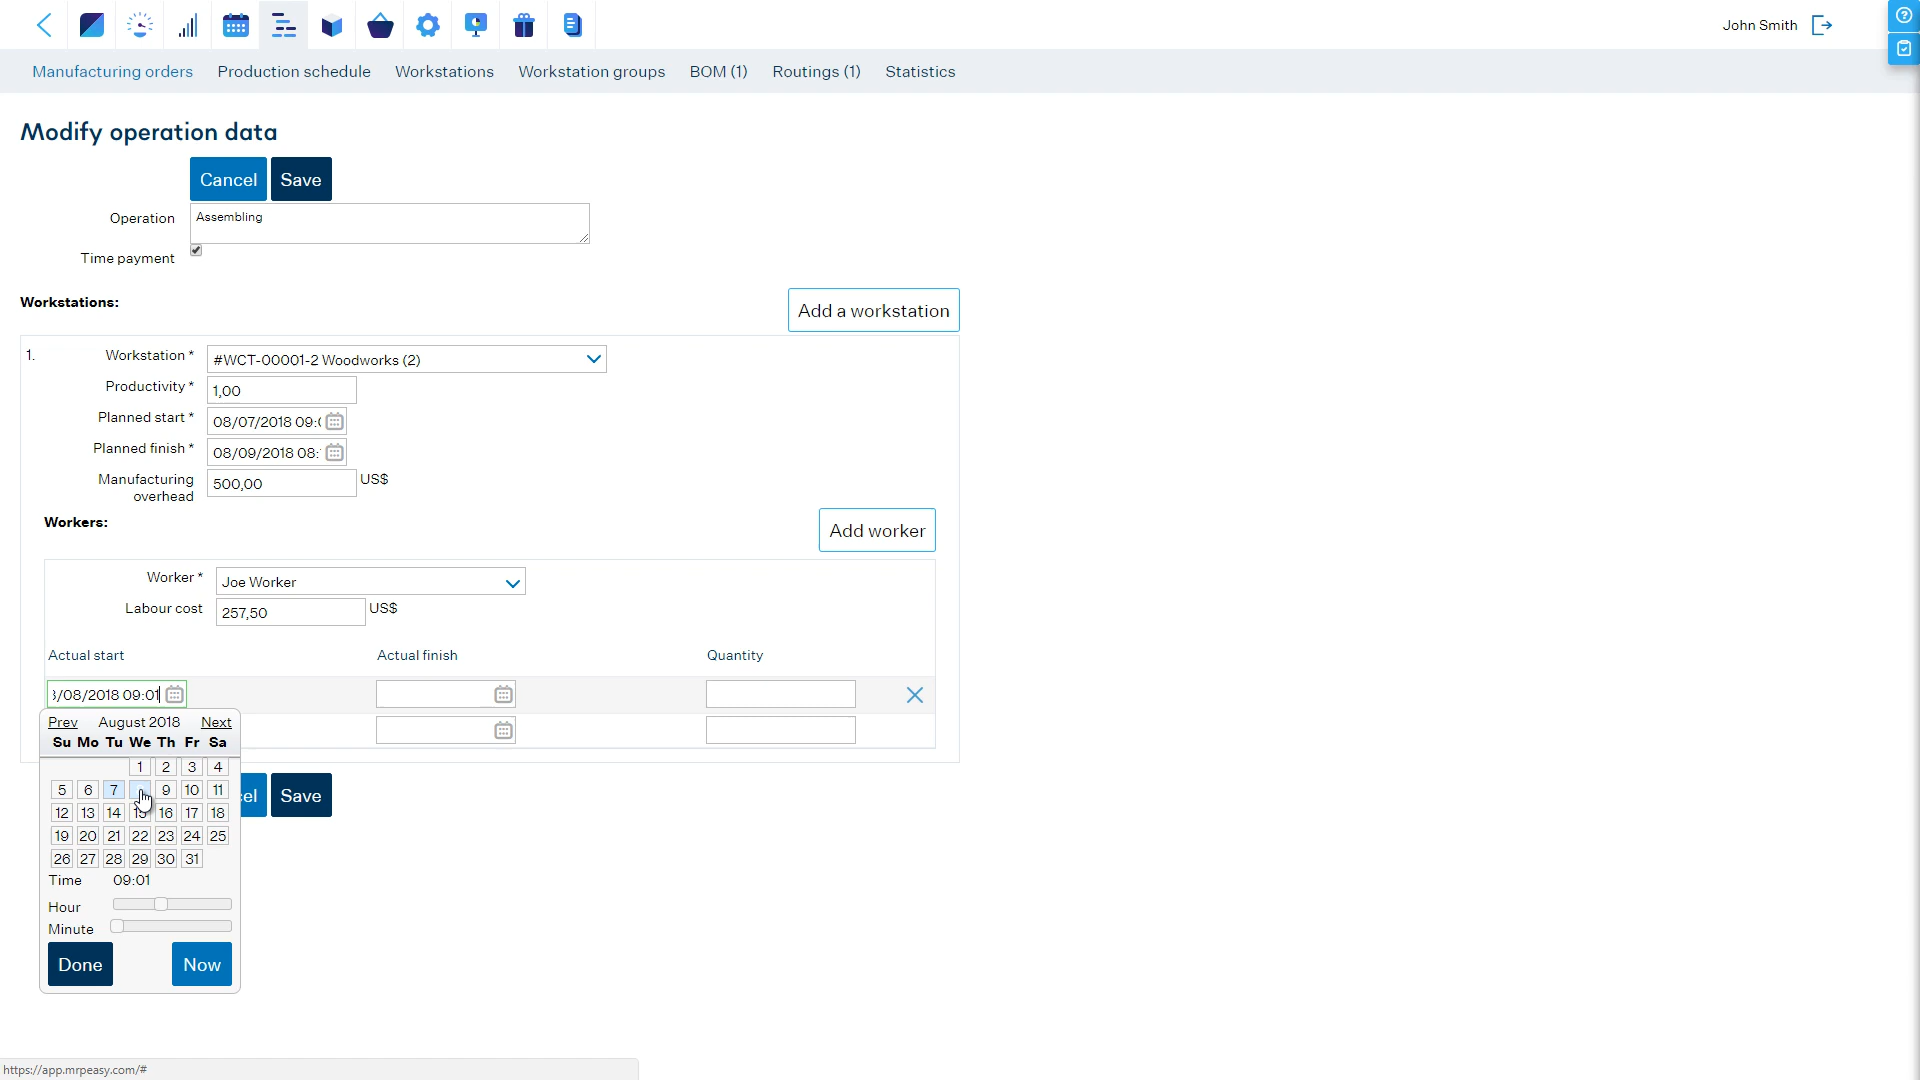 John Smith
Manufacturing orders Production schedule Workstations Workstation groups BOM (1) Routings (1) Statistics
Modify operation data
Cancel Save
Operation Assembling
Time payment
Workstations: Add a workstation
1. Workstation * #WCT-00001-2 Woodworks (2)
Productivity * 1,00
Planned start * 08/07/2018 09:(
Planned finish * 08/09/2018 08:
Manufacturing overhead 500,00 US$
Workers: Add worker
Worker * Joe Worker
Labour cost 257,50 US$
Actual start Actual finish Quantity
/08/2018 09:01
Prev August 2018 Next
Su Mo Tu We Th Fr Sa
1 2 3 4
5 6 7 9 10 11
12 13 14 15 16 17 18
19 20 21 22 23 24 25
26 27 28 29 30 31
Time 09:01
Hour
Minute
Done Now
el Save
https://app.mrpeasy.com/#